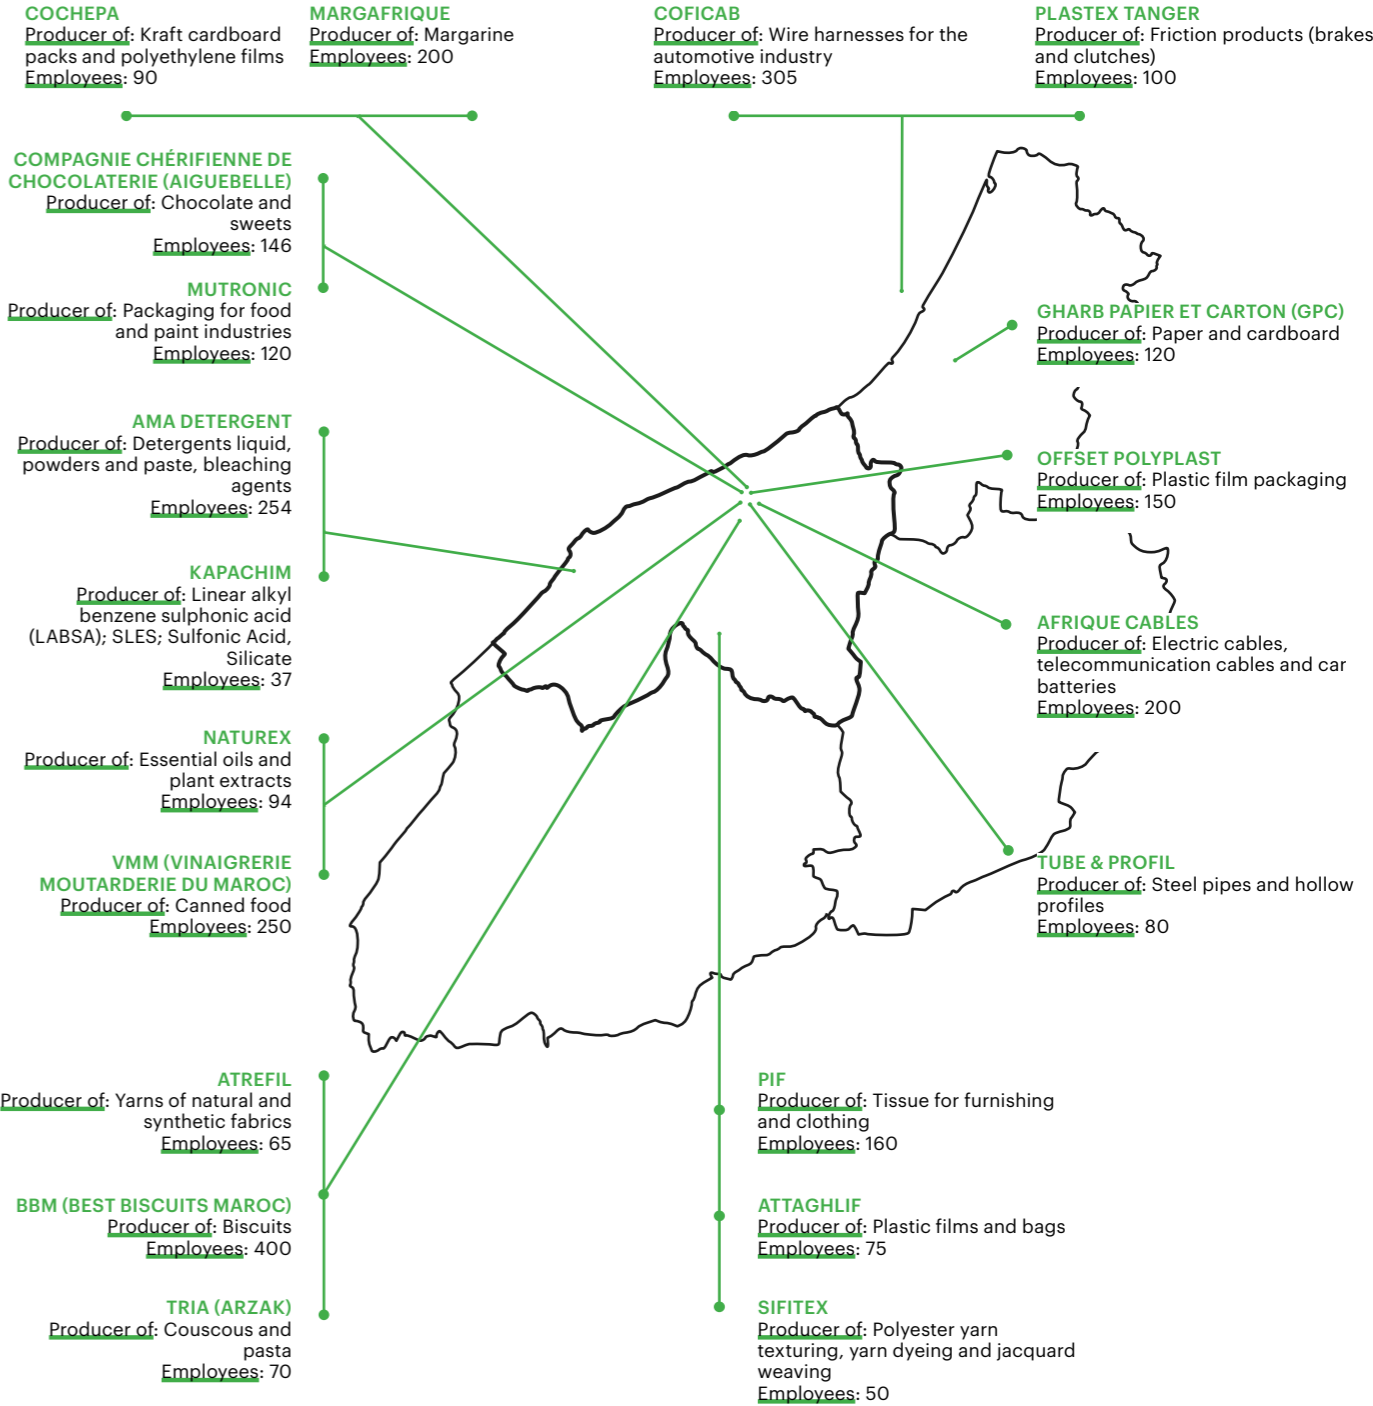 COCHEPA
Producer of: Kraft cardboard
packs and polyethylene films
Employees: 90
MARGAFRIQUE
Producer of: Margarine
Employees: 200
COFICAB
Producer of: Wire harnesses for the
automotive industry
Employees: 305
PLASTEX TANGER
Producer of: Friction products (brakes
and clutches)
Employees: 100
COMPAGNIE CHÉRIFIENNE DE
CHOCOLATERIE (AIGUEBELLE)
Producer of: Chocolate and
sweets
Employees: 146
MUTRONIC
Producer of: Packaging for food
and paint industries
Employees: 120
AMA DETERGENT
Producer of: Detergents liquid,
powders and paste, bleaching
agents
Employees: 254
KAPACHIM
Producer of: Linear alkyl
benzene sulphonic acid
(LABSA); SLES; Sulfonic Acid,
Silicate
Employees: 37
NATUREX
Producer of: Essential oils and
plant extracts
Employees: 94
VMM (VINAIGRERIE
MOUTARDERIE DU MAROC)
Producer of: Canned food
Employees: 250
ATREFIL
Producer of: Yarns of natural and
synthetic fabrics
Employees: 65
BBM (BEST BISCUITS MAROC)
Producer of: Biscuits
Employees: 400
TRIA (ARZAK)
Producer of: Couscous and
pasta
Employees: 70
GHARB PAPIER ET CARTON (GPC)
Producer of: Paper and cardboard
Employees: 120
OFFSET POLYPLAST
Producer of: Plastic film packaging
Employees: 150
AFRIQUE CABLES
Producer of: Electric cables,
telecommunication cables and car
batteries
Employees: 200
TUBE & PROFIL
Producer of: Steel pipes and hollow
profiles
Employees: 80
PIF
Producer of: Tissue for furnishing
and clothing
Employees: 160
ATTAGHLIF
Producer of: Plastic films and bags
Employees: 75
SIFITEX
Producer of: Polyester yarn
texturing, yarn dyeing and jacquard
weaving
Employees: 50